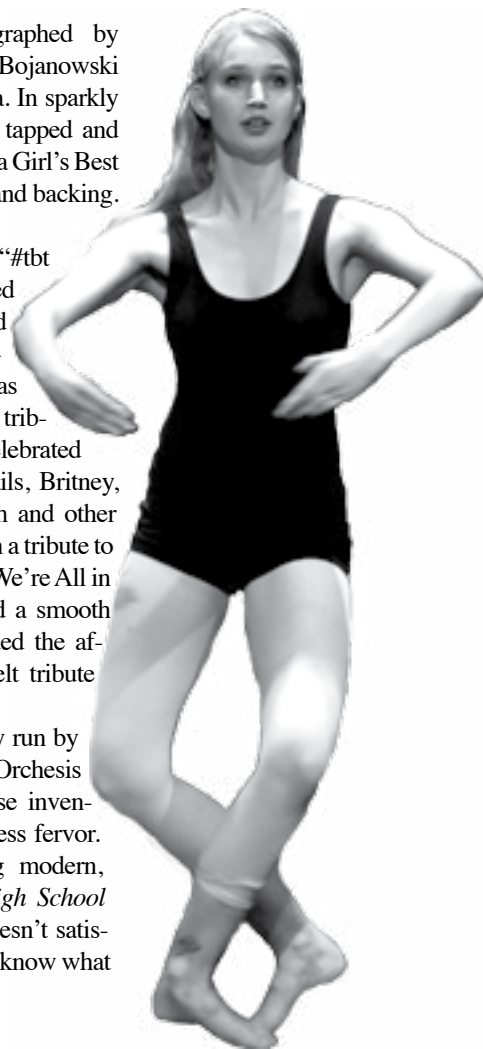 graphed by
Bojanowski
a. In sparkly
tapped and
a Girl’s Best
and backing.
“#tbt
ed
d
as
trib-
lebrated
ils, Britney,
n and other
n a tribute to
We’re All in
d a smooth
ed the af-
elt tribute
y run by
Orchesis
se inven-
ess fervor.
g modern,
igh School
esn’t satis-
know what